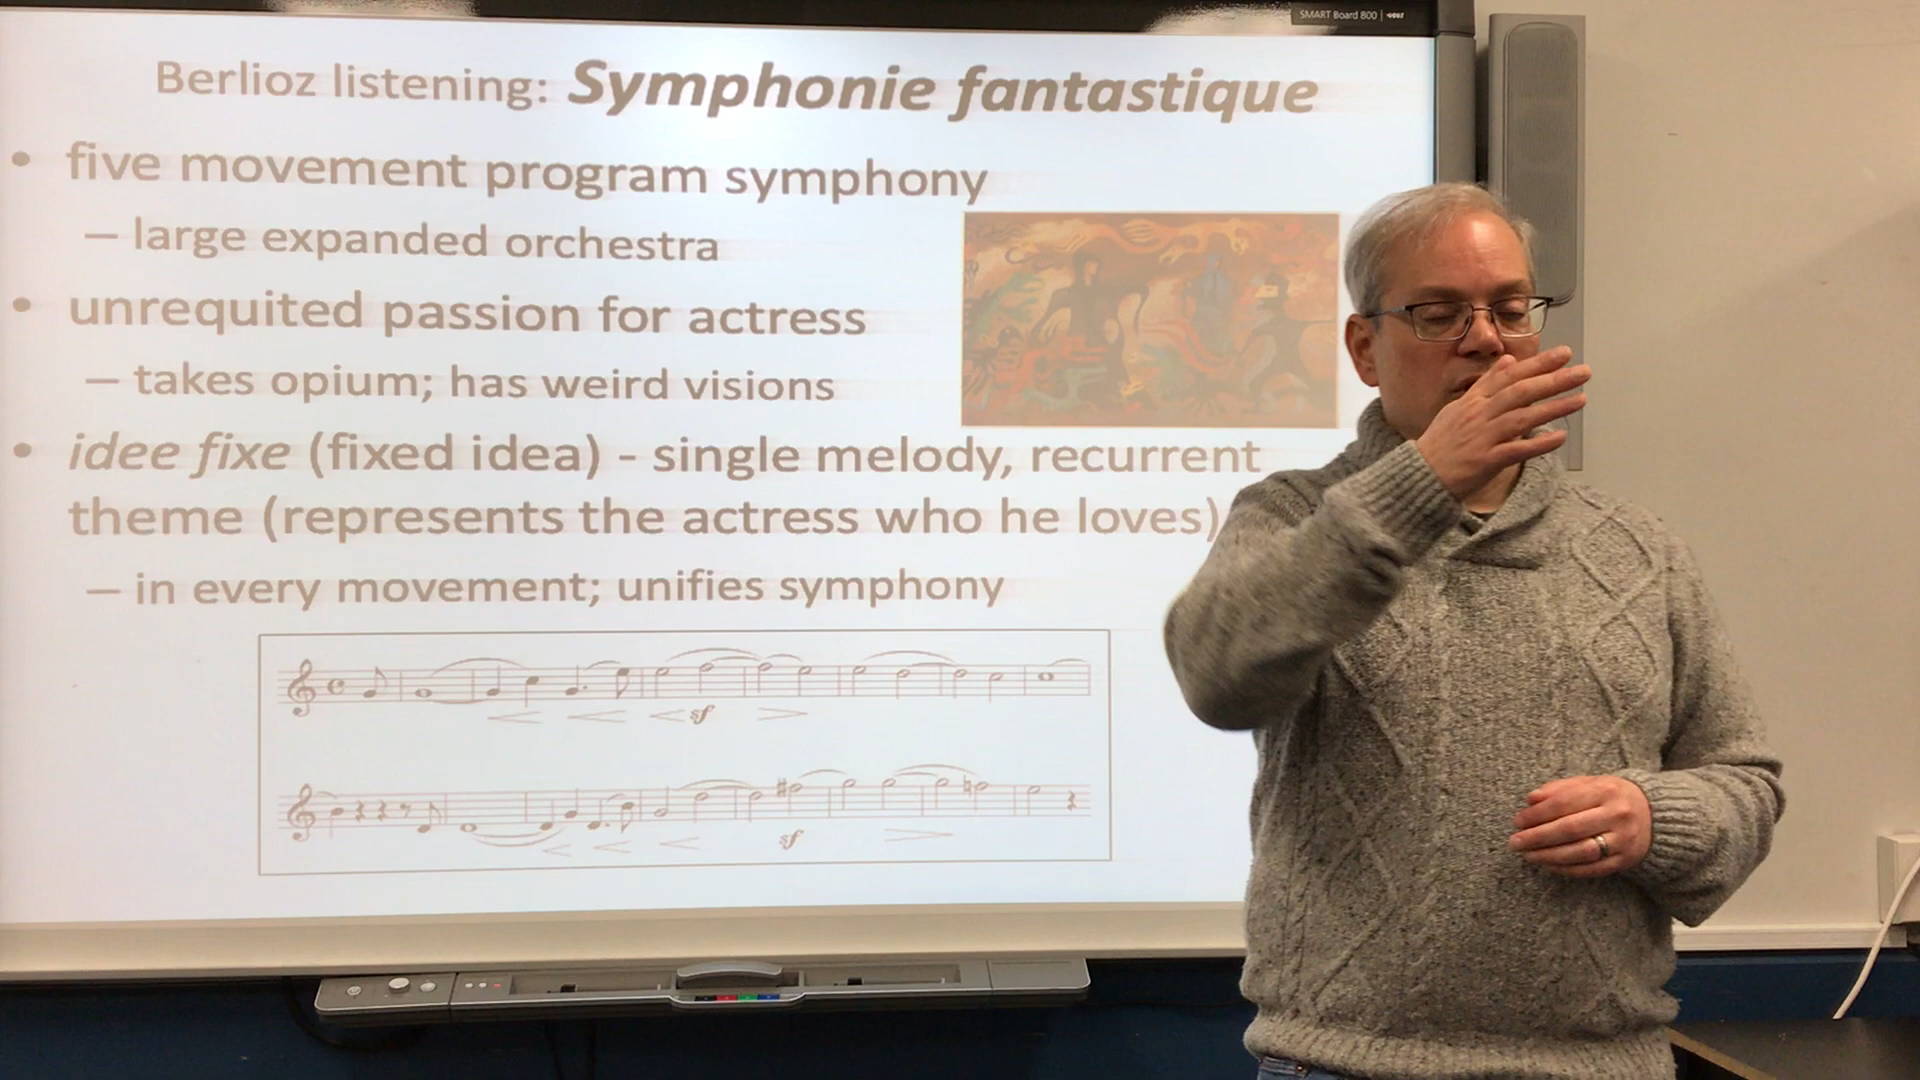 SMART Board 800
Berlioz listening: Symphonie fantastique
• five movement program symphony
– large expanded orchestra
• unrequited passion for actress
– takes opium; has weird visions
• idee fixe (fixed idea) - single melody, recurrent
theme (represents the actress who he loves)
– in every movement; unifies symphony
sf
sf